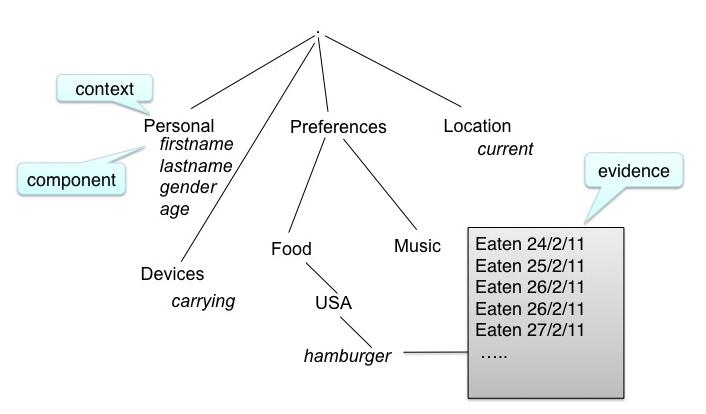 .
context
Personal
firstname
lastname
gender
age
component
Preferences
Location
current
evidence
Devices
carrying
Food
Music
USA
hamburger
Eaten 24/2/11
Eaten 25/2/11
Eaten 26/2/11
Eaten 26/2/11
Eaten 27/2/11
…..